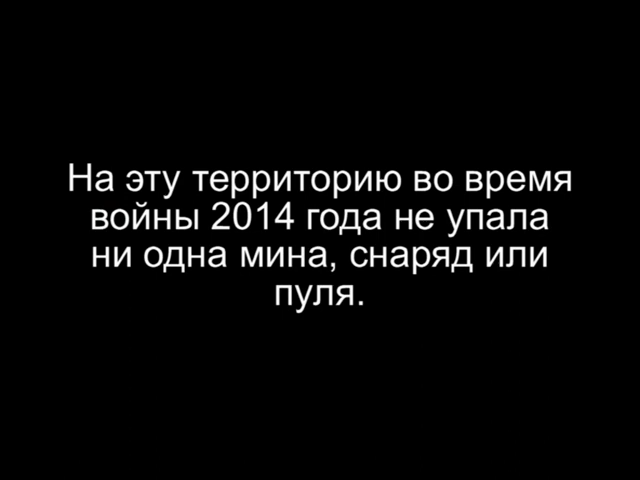 На эту территорию во время
войны 2014 года не упала
ни одна мина, снаряд или
пуля.